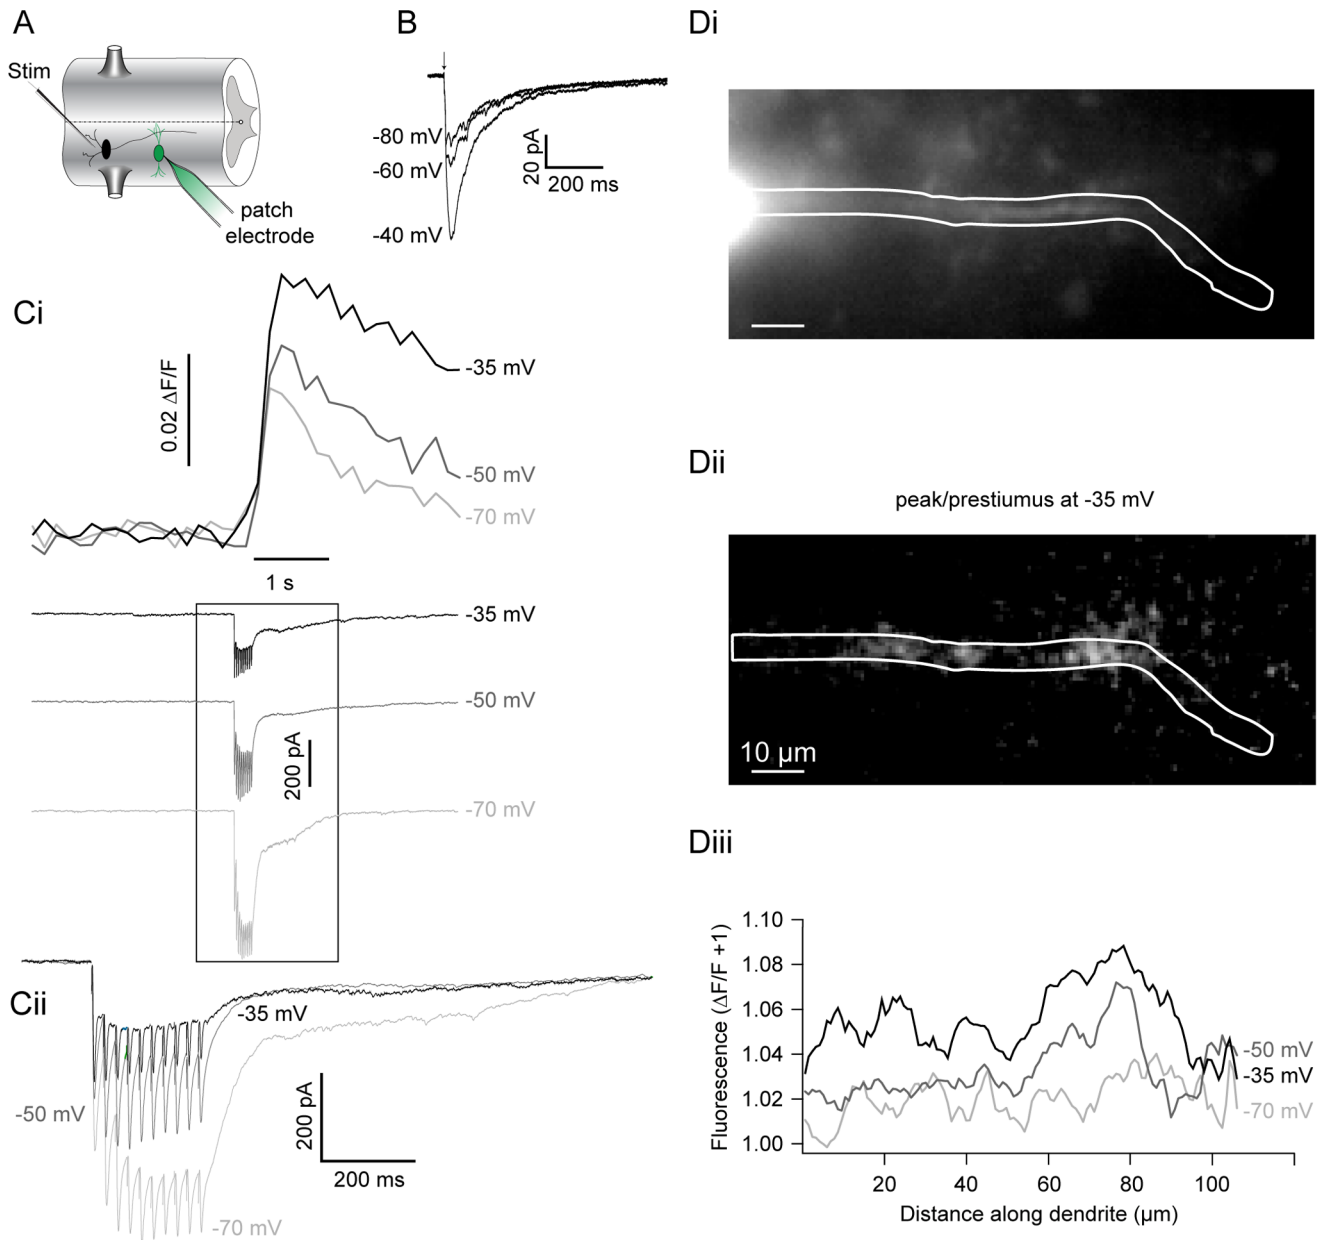 A
Stim
patch
electrode
B
-80 mV
-60 mV
-40 mV
20 pA
200 ms
Ci
0.02 ΔF/F
-35 mV
-50 mV
-70 mV
1 s
-35 mV
-50 mV
200 pA
-70 mV
Cii
-35 mV
-50 mV
200 pA
200 ms
-70 mV
Di
Dii
peak/prestiumus at -35 mV
10 µm
Diii
Fluorescence (ΔF/F +1)
1.10
1.08
1.06
1.04
1.02
1.00
-50 mV
-35 mV
-70 mV
20 40 60 80 100
Distance along dendrite (µm)